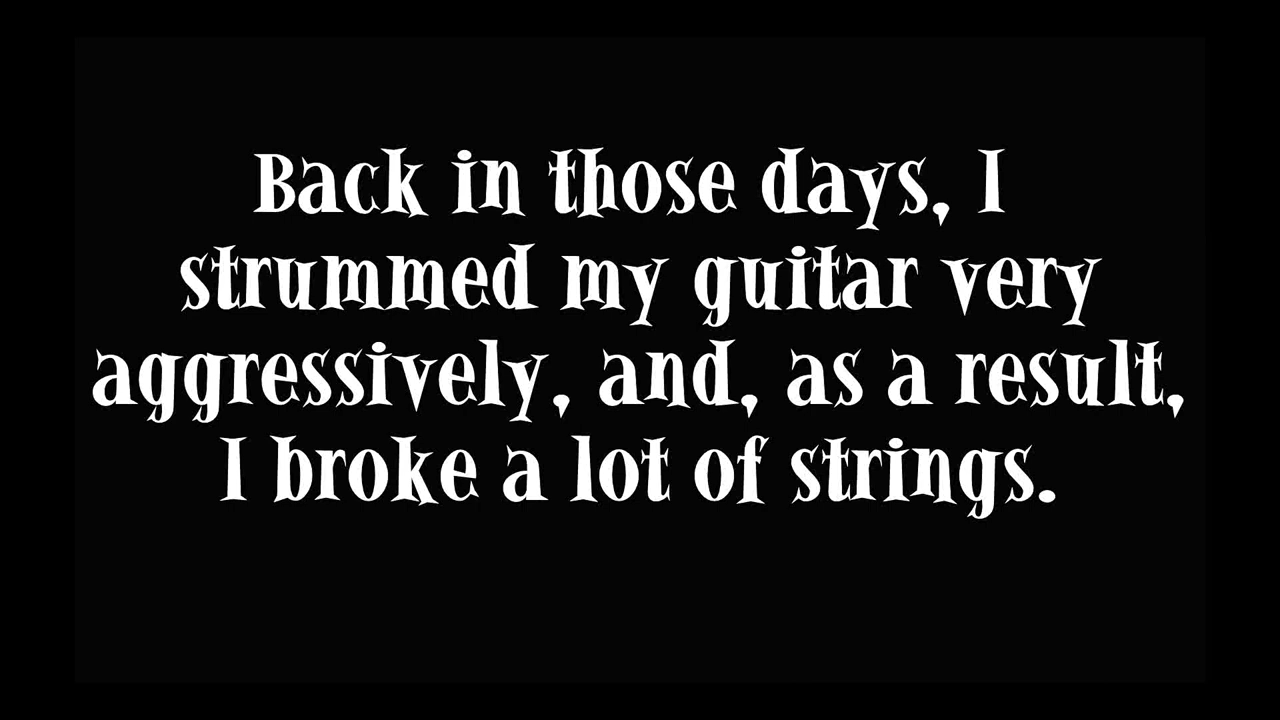 Back in those days, I
strummed my guitar very
aggressively, and, as a result,
I broke a lot of strings.